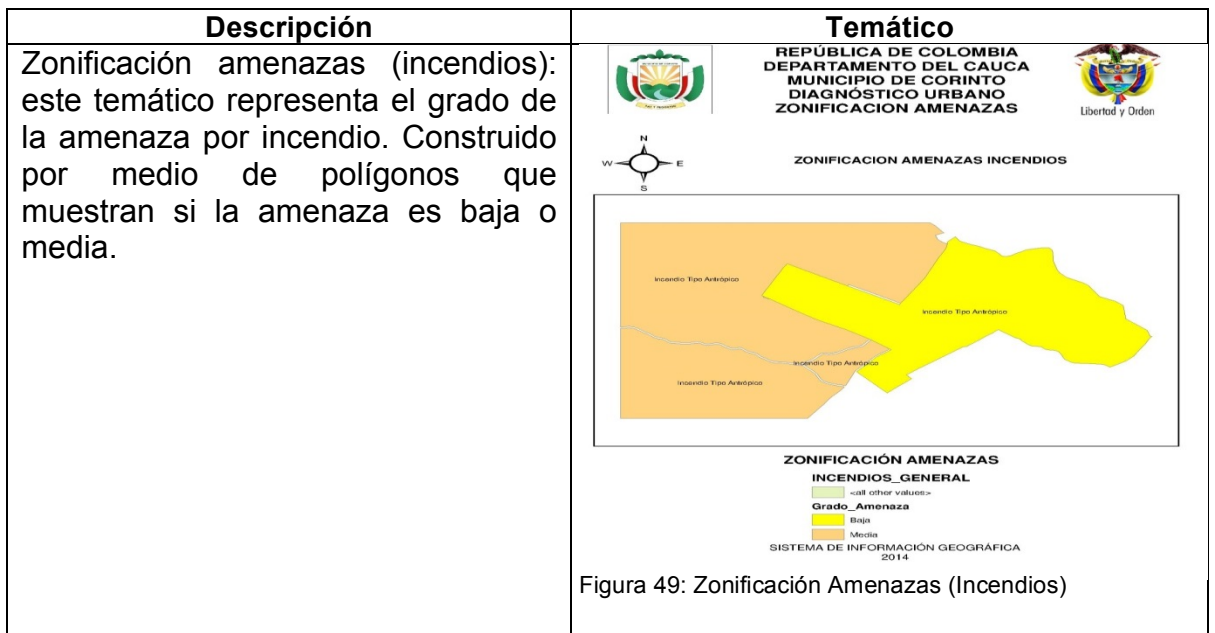 Descripción
Temático
Zonificación amenazas (incendios):
este temático representa el grado de
la amenaza por incendio. Construido
por medio de polígonos que
muestran si la amenaza es baja o
media.
REPÚBLICA DE COLOMBIA
DEPARTAMENTO DEL CAUCA
MUNICIPIO DE CORINTO
DIAGNÓSTICO URBANO
ZONIFICACION AMENAZAS
Libertad y Orden
N
W E
S
ZONIFICACION AMENAZAS INCENDIOS
Incendio Tipo Antrópico
Incendio Tipo Antrópico
Incendio Tipo Antrópico
Incendio Tipo Antrópico
ZONIFICACIÓN AMENAZAS
INCENDIOS_GENERAL
<all other values>
Grado_Amenaza
Baja
Media
SISTEMA DE INFORMACIÓN GEOGRÁFICA
2014
Figura 49: Zonificación Amenazas (Incendios)